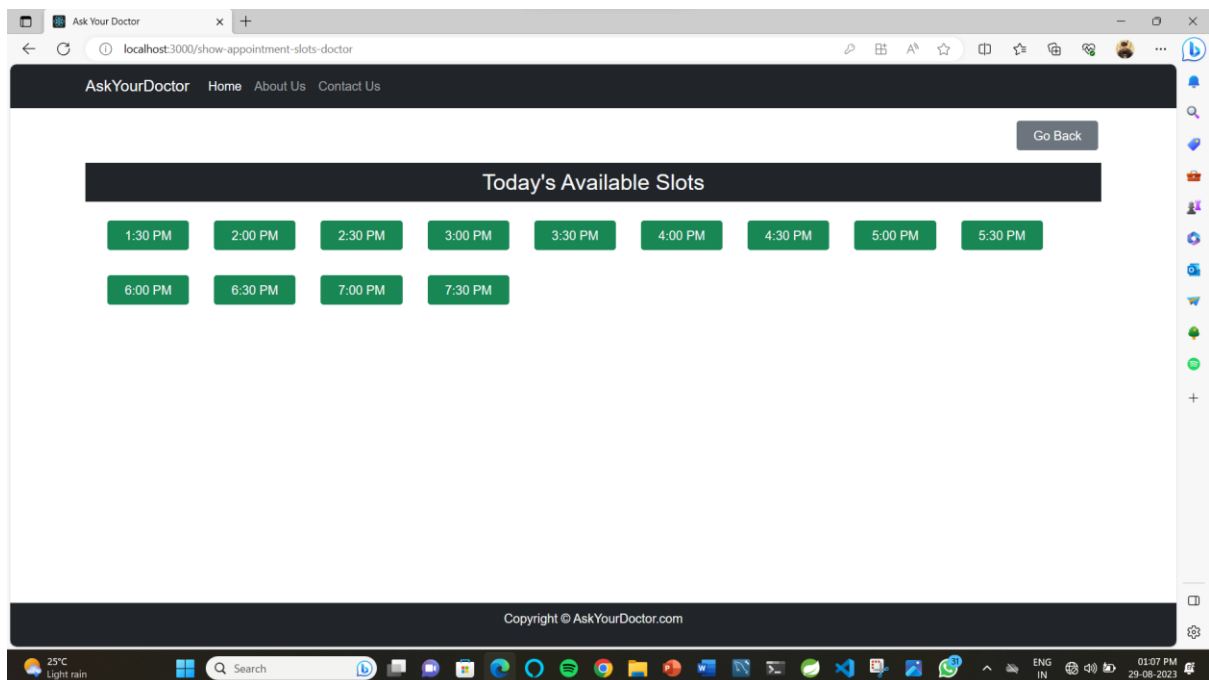 Ask Your Doctor
localhost:3000/show-appointment-slots-doctor
AskYourDoctor Home About Us Contact Us
Go Back
Today's Available Slots
1:30 PM 2:00 PM 2:30 PM 3:00 PM 3:30 PM 4:00 PM 4:30 PM 5:00 PM 5:30 PM
6:00 PM 6:30 PM 7:00 PM 7:30 PM
Copyright © AskYourDoctor.com
25°C Search ENG 01:07 PM
Light rain IN 29-08-2023